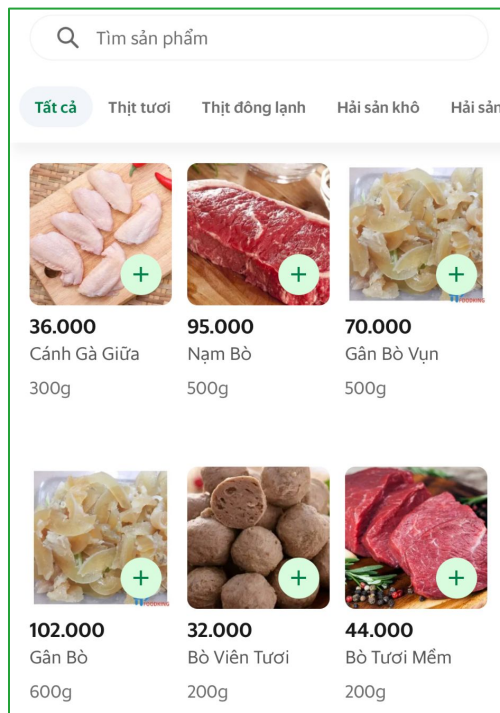 Tìm sản phẩm
Tất cả Thịt tươi Thịt đông lạnh Hải sản khô Hải sản
36.000 95.000 70.000
Cánh Gà Giữa Nạm Bò Gân Bò Vụn
300g 500g 500g
102.000 32.000 44.000
Gân Bò Bò Viên Tươi Bò Tươi Mềm
600g 200g 200g